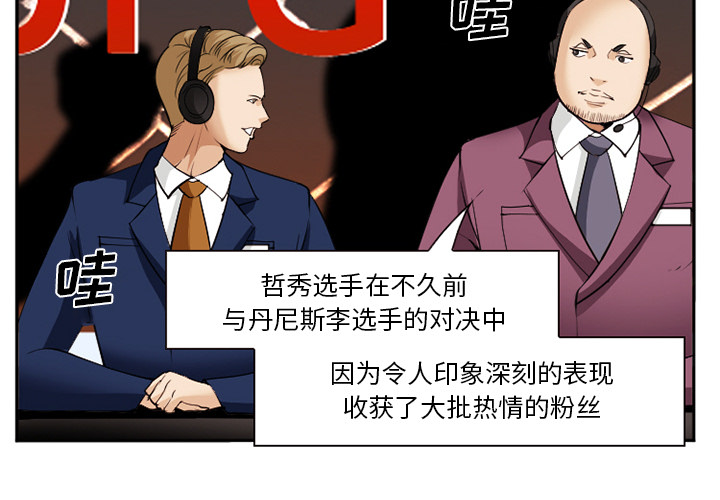 哇
哇
哲秀选手在不久前
与丹尼斯李选手的对决中
因为令人印象深刻的表现
收获了大批热情的粉丝